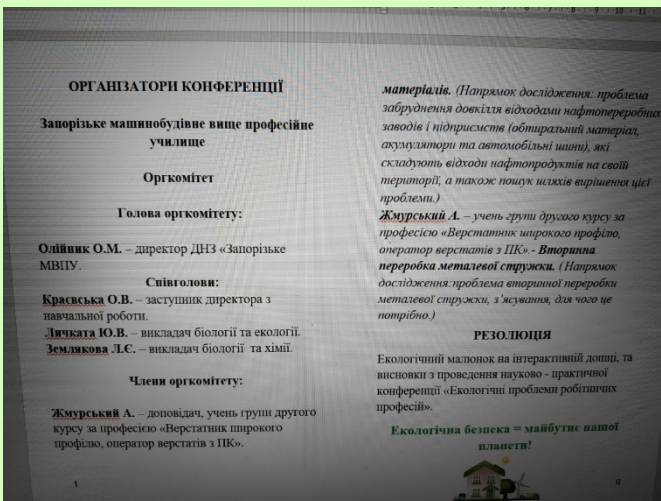 ОРГАНІЗАТОРИ КОНФЕРЕНЦІЇ
Запорізьке машинобудівне вище професійне
училище
Оргкомітет
Голова оргкомітету:
Олійник О.М. – директор ДНЗ «Запорізьке
МВПУ.
Співголови:
Краєвська О.В. – заступник директора з
навчальної роботи.
Личката Ю.В. – викладач біології та екології.
Землякова Л.Є. – викладач біології та хімії.
Члени оргкомітету:
Жмурський А. – доповідач, учень групи другого
курсу за професією «Верстатник широкого
профілю, оператор верстатів з ПК».
1
матеріалів. (Напрямок дослідження: проблема
забруднення довкілля відходами нафтопереробних
заводів і підприємств (обтиральний матеріал,
акумулятори та автомобільні шини), які
складують відходи нафтопродуктів на своїй
території, а також пошук шляхів вирішення цієї
проблеми.)
Жмурський А. – учень групи другого курсу за
професією «Верстатник широкого профілю,
оператор верстатів з ПК».- Вторинна
переробка металевої стружки. (Напрямок
дослідження:проблема вторинної переробки
металевої стружки, з’ясування, для чого це
потрібно.)
РЕЗОЛЮЦІЯ
Екологічний малюнок на інтерактивній дошці, та
висновки з проведення науково - практичної
конференції «Екологічні проблеми робітничих
професій».
Екологічна безпека = майбутнє нашої
планети!